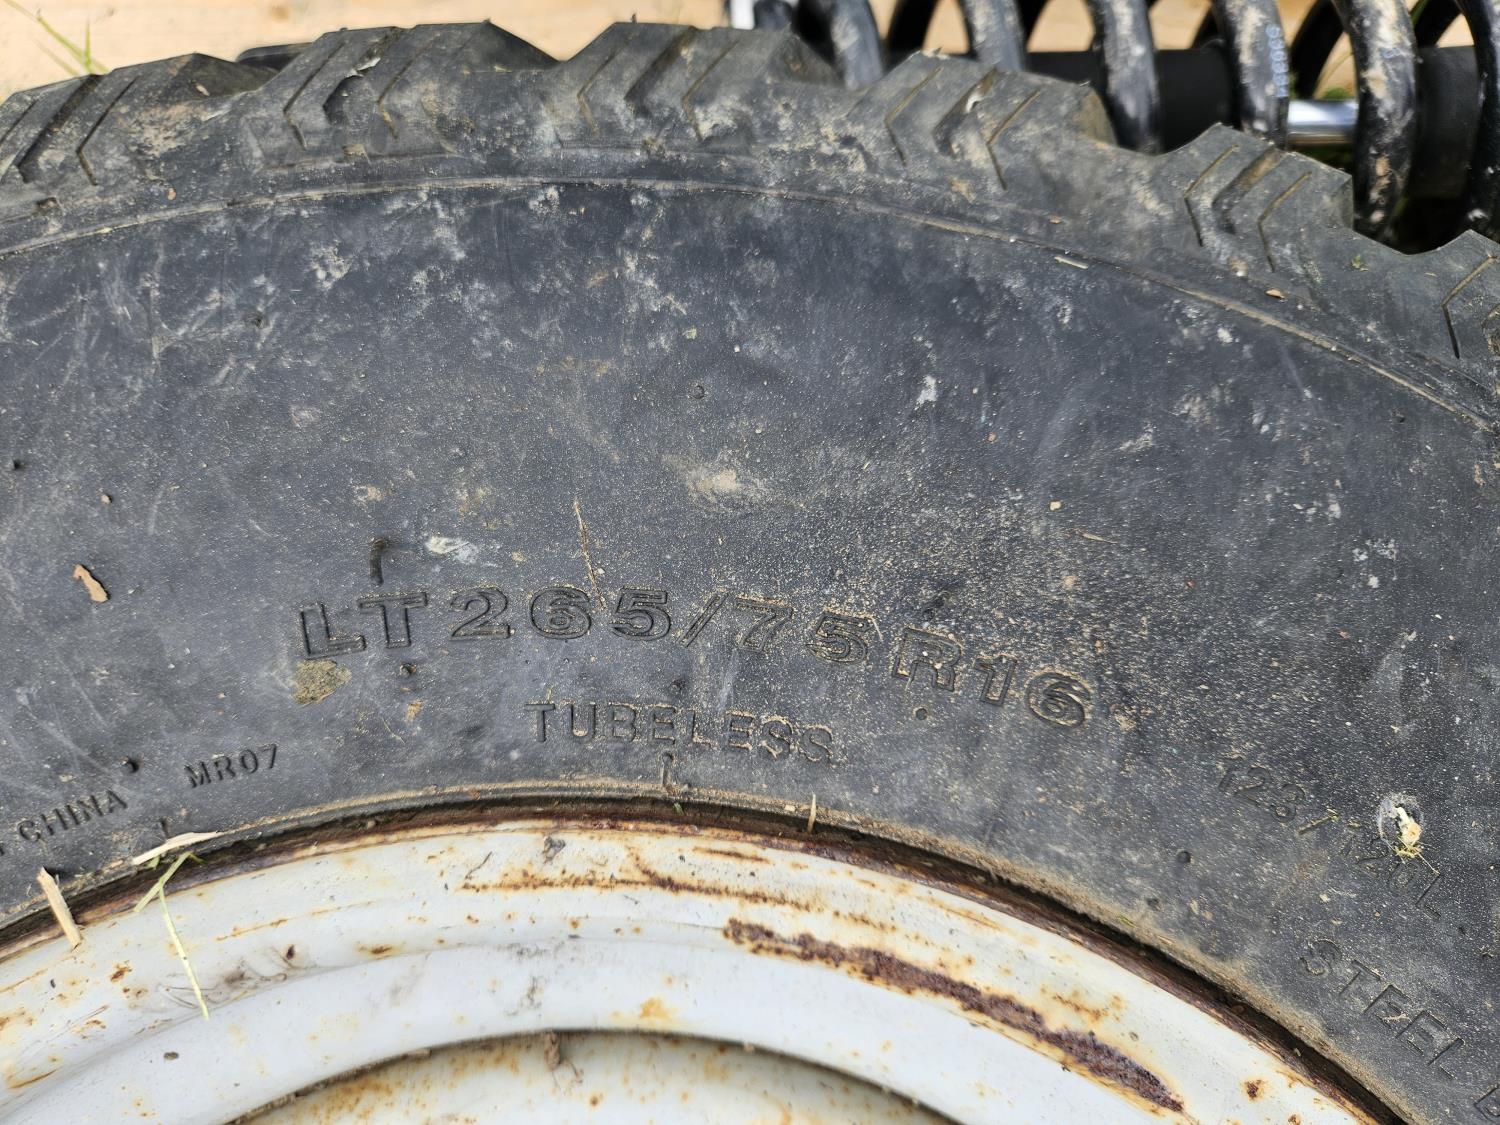 LT265/75R16
TUBELESS
CHINA MR07
123/120L
STEEL